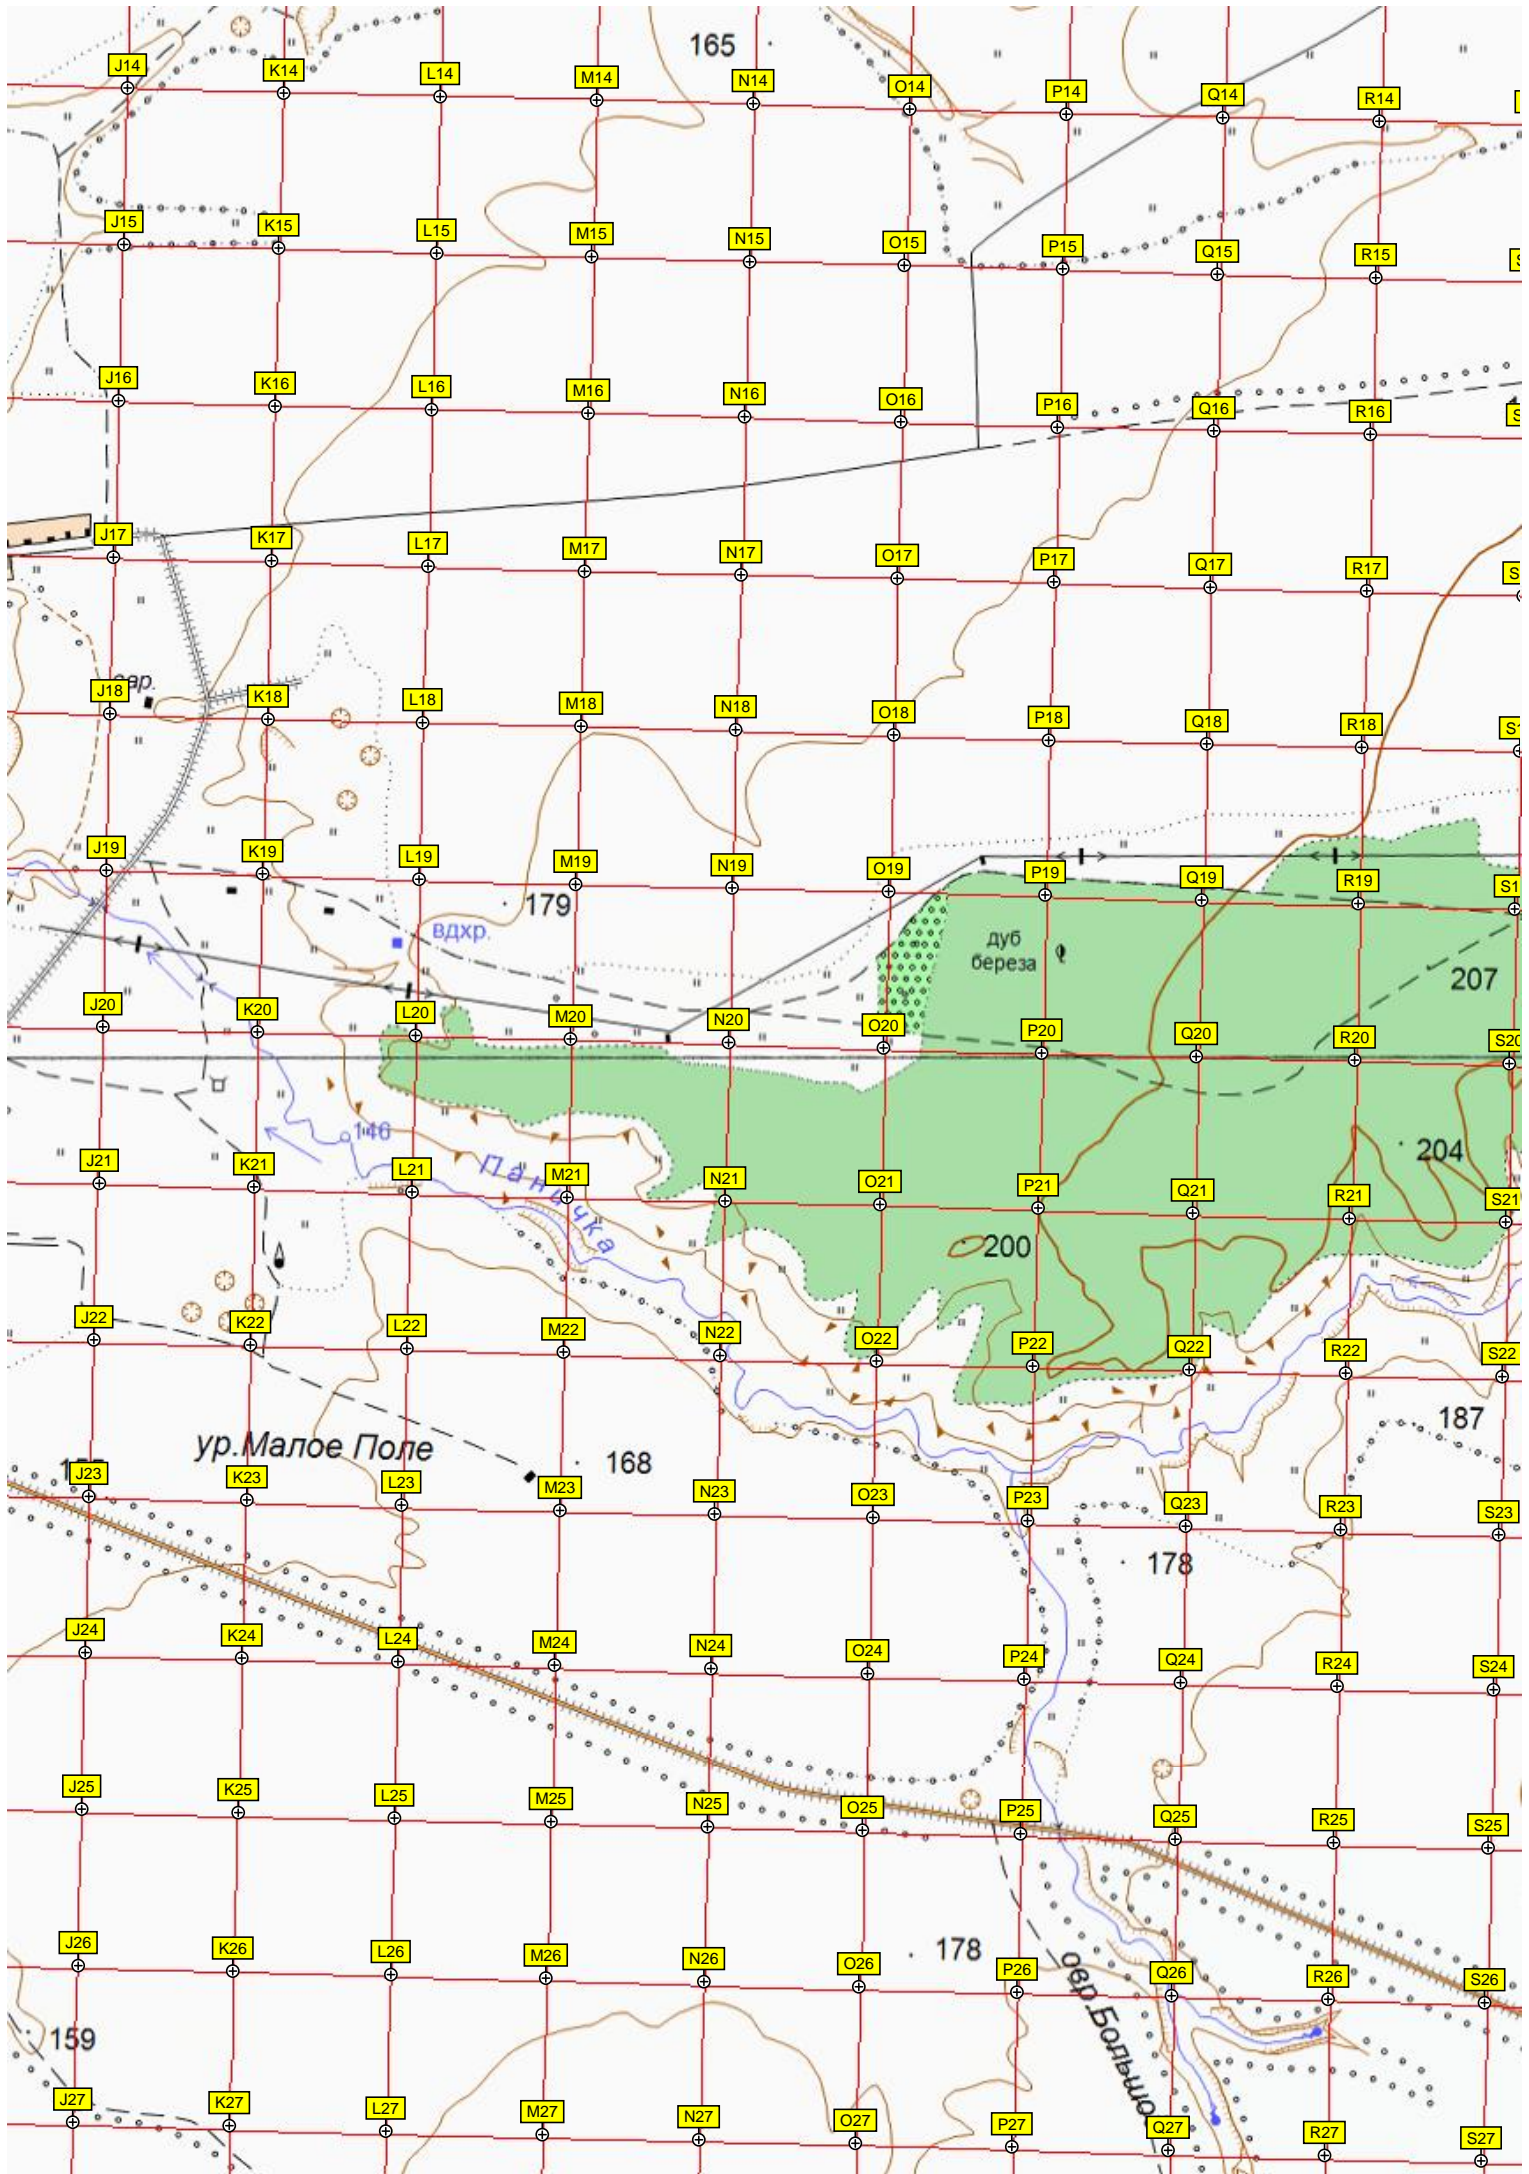 165
J14 K14 L14 M14 N14 O14 P14 Q14 R14
J15 K15 L15 M15 N15 O15 P15 Q15 R15
J16 K16 L16 M16 N16 O16 P16 Q16 R16
J17 K17 L17 M17 N17 O17 P17 Q17 R17
J18 K18 L18 M18 N18 O18 P18 Q18 R18
J19 K19 L19 M19 N19 O19 P19 Q19 R19
179
вдхр.
дуб
береза
207
J20 K20 L20 M20 N20 O20 P20 Q20 R20 S20
146
204
J21 K21 L21 M21 N21 O21 P21 Q21 R21 S21
Паничка
200
J22 K22 L22 M22 N22 O22 P22 Q22 R22 S22
187
ур.Малое Поле
168
J23 K23 L23 M23 N23 O23 P23 Q23 R23 S23
178
J24 K24 L24 M24 N24 O24 P24 Q24 R24 S24
J25 K25 L25 M25 N25 O25 P25 Q25 R25 S25
178
J26 K26 L26 M26 N26 O26 P26 Q26 R26 S26
159
J27 K27 L27 M27 N27 O27 P27 Q27 R27 S27